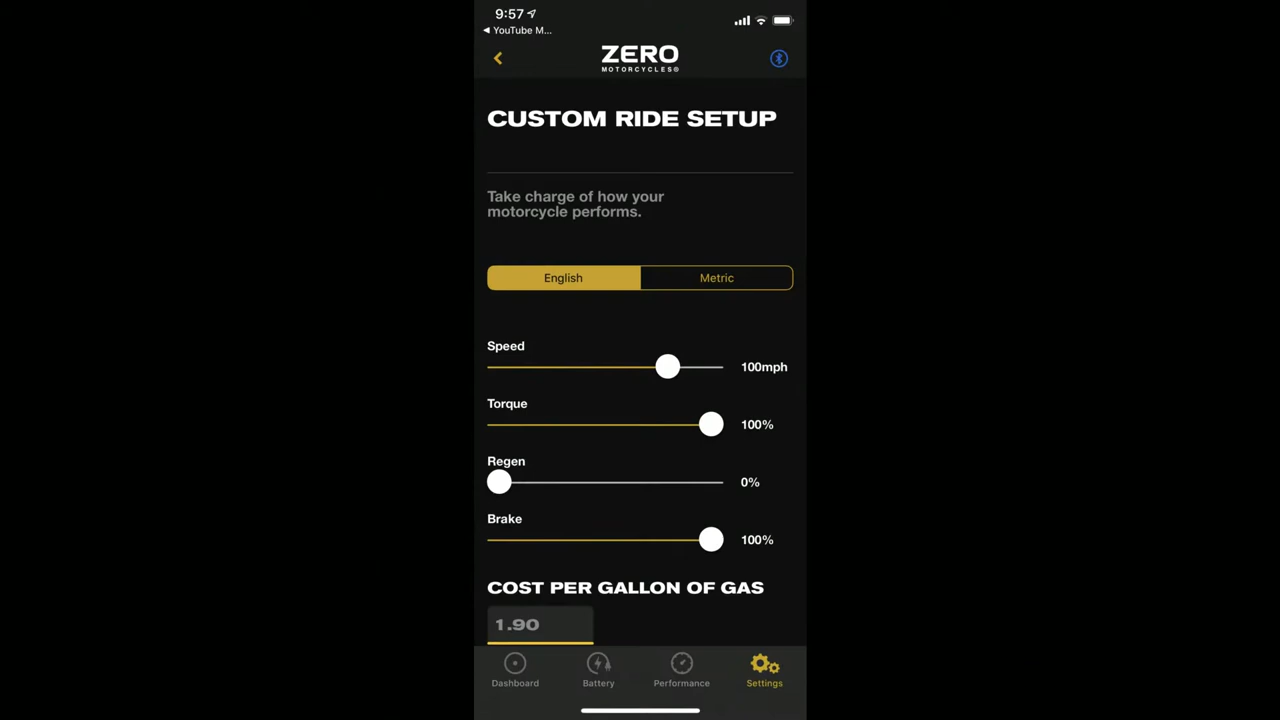 9:57
◀ YouTube M...
ZERO
MOTORCYCLES®
CUSTOM RIDE SETUP
Take charge of how your
motorcycle performs.
English Metric
Speed
100mph
Torque
100%
Regen
0%
Brake
100%
COST PER GALLON OF GAS
1.90
Dashboard Battery Performance Settings